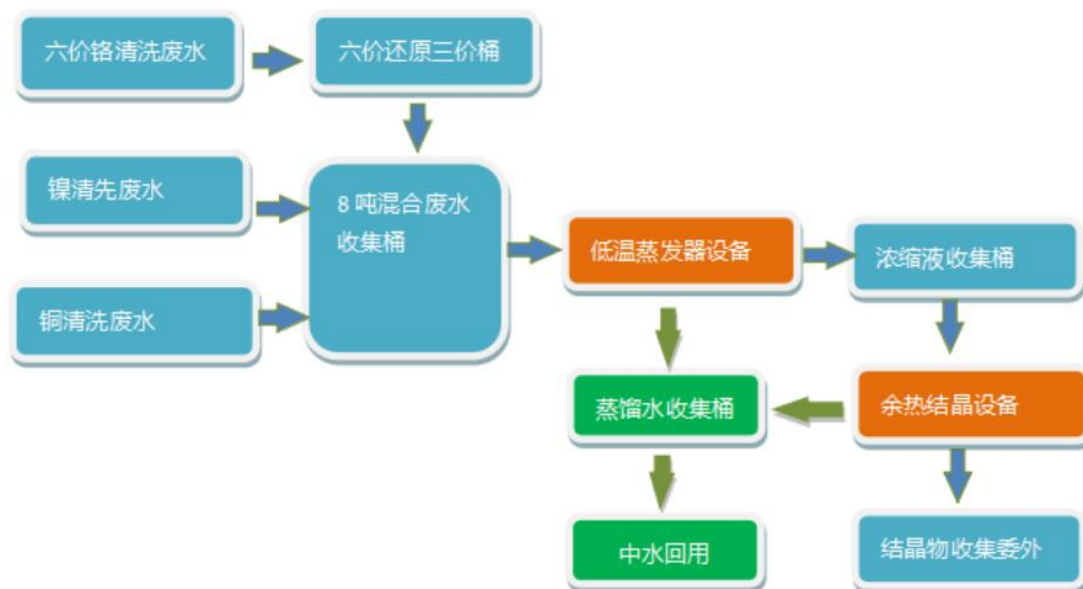 六价铬清洗废水
六价还原三价桶
镍清先废水
8 吨混合废水
收集桶
铜清洗废水
低温蒸发器设备
浓缩液收集桶
蒸馏水收集桶
余热结晶设备
中水回用
结晶物收集委外